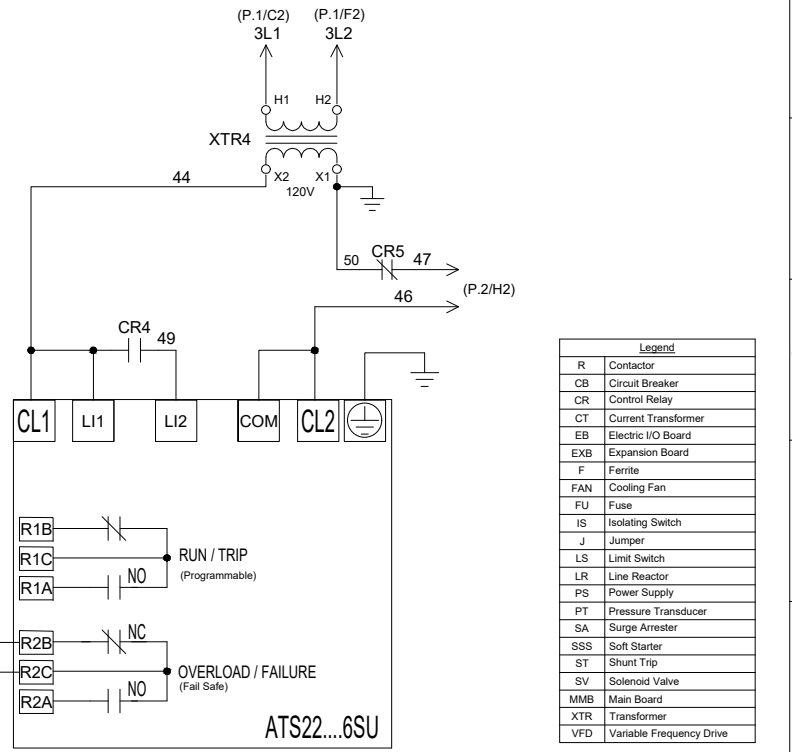 (P.1/C2) (P.1/F2)
3L1 3L2
H1 H2
XTR4
X2 X1
120V
44
50 CR5 47
46 (P.2/H2)
CR4 49
CL1 LI1 LI2 COM CL2
R1B
R1C RUN / TRIP
(Programmable)
R1A NO
R2B NC
R2C OVERLOAD / FAILURE
(Fail Safe)
R2A NO
ATS22....6SU
Legend
R Contactor
CB Circuit Breaker
CR Control Relay
CT Current Transformer
EB Electric I/O Board
EXB Expansion Board
F Ferrite
FAN Cooling Fan
FU Fuse
IS Isolating Switch
J Jumper
LS Limit Switch
LR Line Reactor
PS Power Supply
PT Pressure Transducer
SA Surge Arrester
SSS Soft Starter
ST Shunt Trip
SV Solenoid Valve
MMB Main Board
XTR Transformer
VFD Variable Frequency Drive